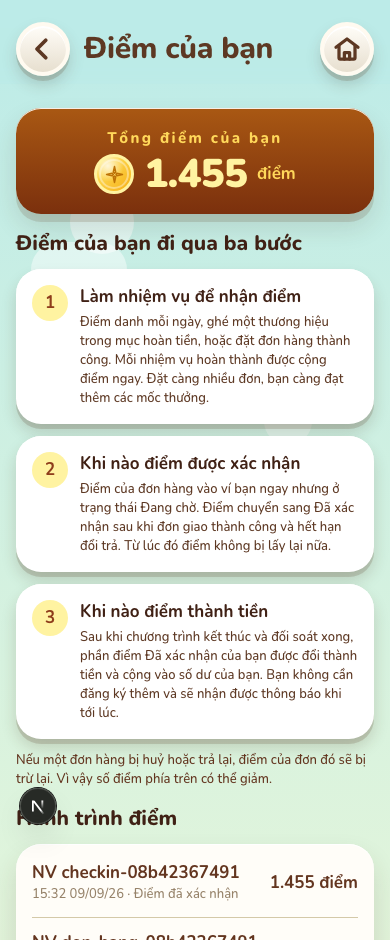 Điểm của bạn
Tổng điểm của bạn
1.455 điểm
Điểm của bạn đi qua ba bước
1
Làm nhiệm vụ để nhận điểm
Điểm danh mỗi ngày, ghé một thương hiệu
trong mục hoàn tiền, hoặc đặt đơn hàng thành
công. Mỗi nhiệm vụ hoàn thành được cộng
điểm ngay. Đặt càng nhiều đơn, bạn càng đạt
thêm các mốc thưởng.
2
Khi nào điểm được xác nhận
Điểm của đơn hàng vào ví bạn ngay nhưng ở
trạng thái Đang chờ. Điểm chuyển sang Đã xác
nhận sau khi đơn giao thành công và hết hạn
đổi trả. Từ lúc đó điểm không bị lấy lại nữa.
3
Khi nào điểm thành tiền
Sau khi chương trình kết thúc và đối soát xong,
phần điểm Đã xác nhận của bạn được đổi thành
tiền và cộng vào số dư của bạn. Bạn không cần
đăng ký thêm và sẽ nhận được thông báo khi
tới lúc.
Nếu một đơn hàng bị huỷ hoặc trả lại, điểm của đơn đó sẽ bị
trừ lại. Vì vậy số điểm phía trên có thể giảm.
N
trình điểm
NV checkin-08b42367491
1.455 điểm
15:32 09/09/26 · Điểm đã xác nhận